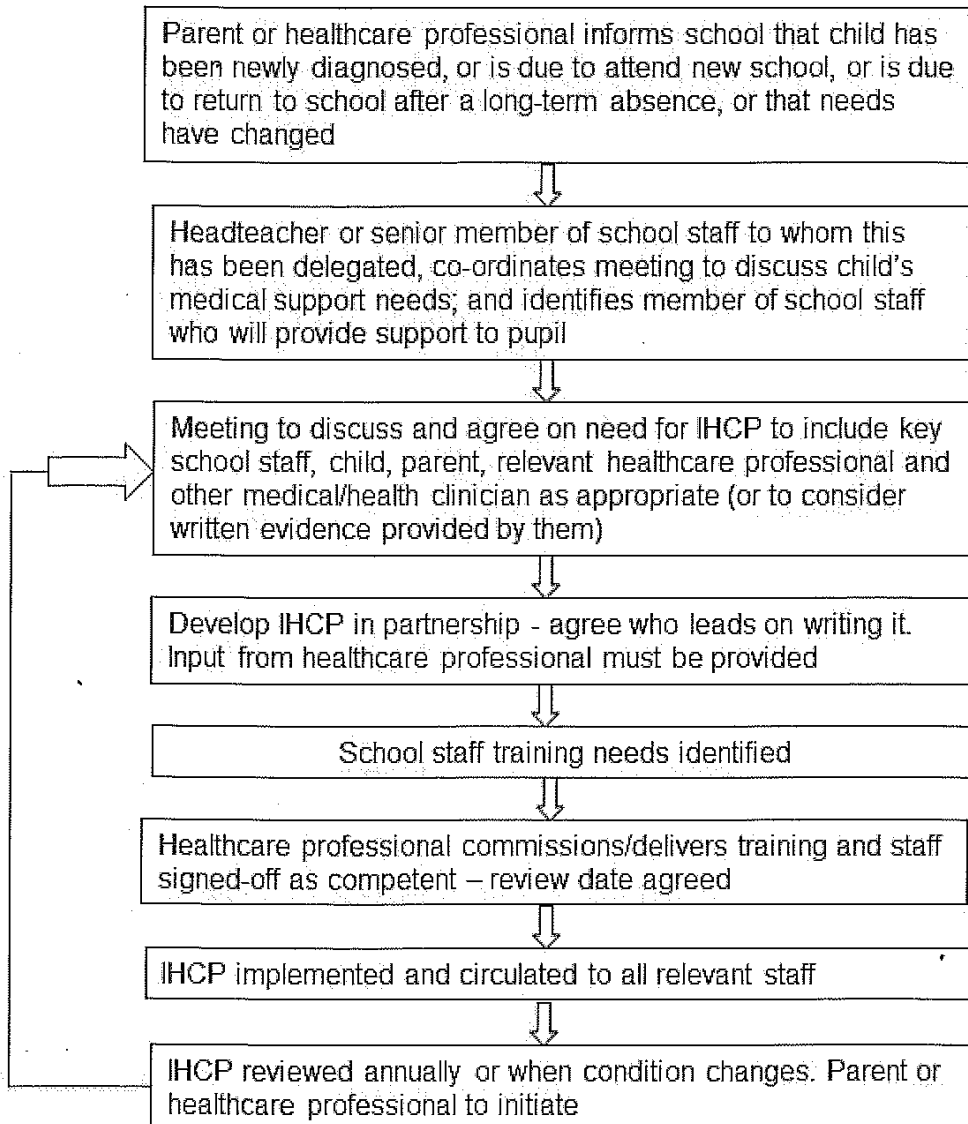 Parent or healthcare professional informs school that child has
been newly diagnosed, or is due to attend new school, or is due
to return to school after a long-term absence, or that needs
have changed
Headteacher or senior member of school staff to whom this
has been delegated, co-ordinates meeting to discuss child's
medical support needs; and identifies member of school staff
who will provide support to pupil
Meeting to discuss and agree on need for IHCP to include key
school staff, child, parent, relevant healthcare professional and
other medical/health clinician as appropriate (or to consider
written evidence provided by them)
Develop IHCP in partnership - agree who leads on writing it.
Input from healthcare professional must be provided
School staff training needs identified
Healthcare professional commissions/delivers training and staff
signed-off as competent – review date agreed
IHCP implemented and circulated to all relevant staff
IHCP reviewed annually or when condition changes. Parent or
healthcare professional to initiate